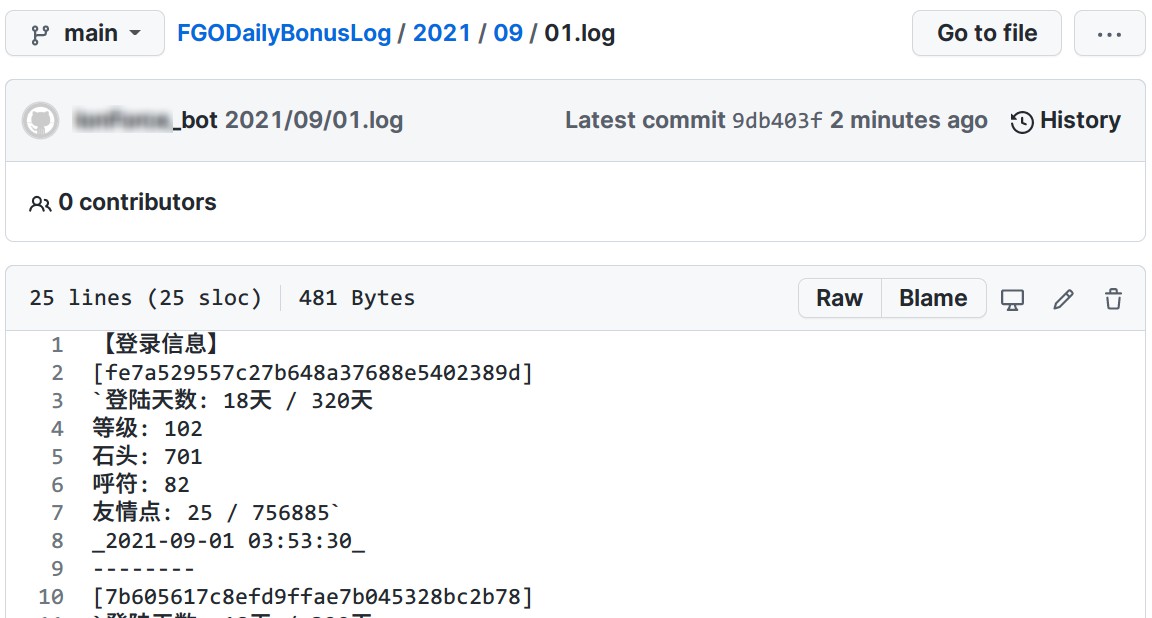 main
FGODailyBonusLog / 2021 / 09 / 01.log
Go to file
...
_bot 2021/09/01.log
Latest commit 9db403f 2 minutes ago
History
0 contributors
25 lines (25 sloc) 481 Bytes
Raw
Blame
1 【登录信息】
2 [fe7a529557c27b648a37688e5402389d]
3 `登陆天数: 18天 / 320天
4 等级: 102
5 石头: 701
6 呼符: 82
7 友情点: 25 / 756885`
8 _2021-09-01 03:53:30_
9 --------
10 [7b605617c8efd9ffae7b045328bc2b78]